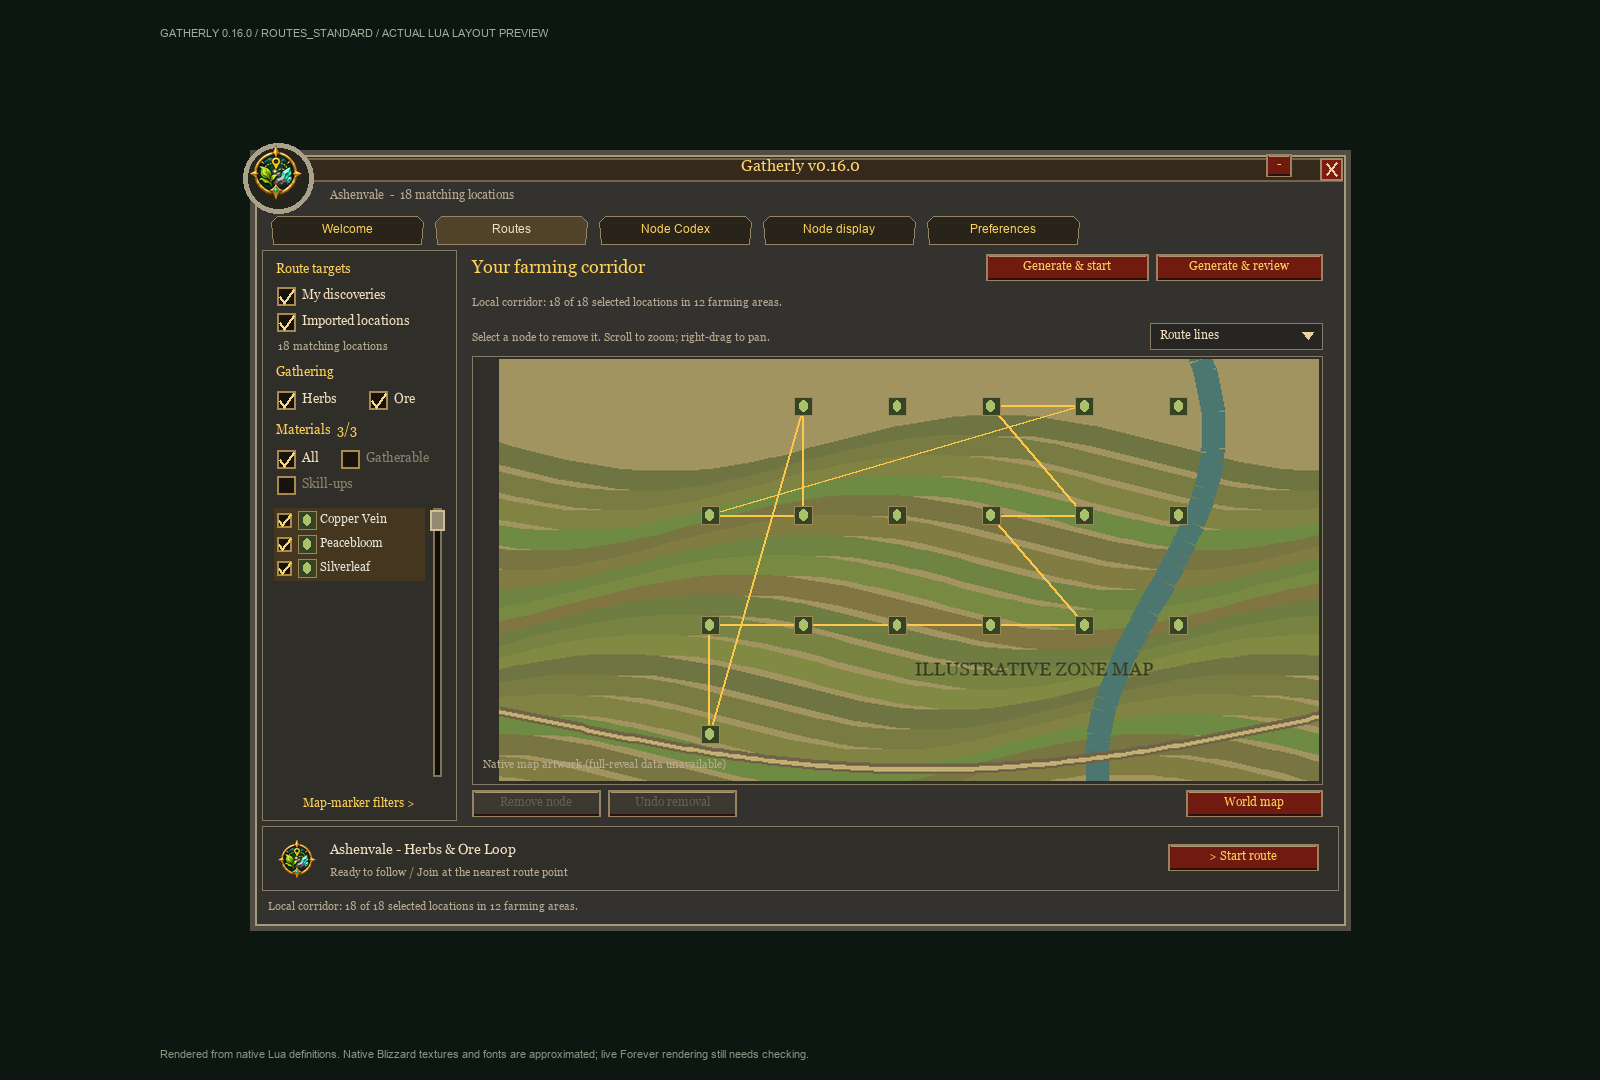 GATHERLY 0.16.0 / ROUTES_STANDARD / ACTUAL LUA LAYOUT PREVIEW
Gatherly v0.16.0
-
X
Ashenvale - 18 matching locations
Welcome
Routes
Node Codex
Node display
Preferences
Route targets
My discoveries
Imported locations
18 matching locations
Gathering
Herbs
Ore
Materials 3/3
All
Gatherable
Skill-ups
Copper Vein
Peacebloom
Silverleaf
Map-marker filters >
Your farming corridor
Generate & start
Generate & review
Local corridor: 18 of 18 selected locations in 12 farming areas.
Select a node to remove it. Scroll to zoom; right-drag to pan.
Route lines
ILLUSTRATIVE ZONE MAP
Native map artwork (full-reveal data unavailable)
Remove node
Undo removal
World map
Ashenvale - Herbs & Ore Loop
Ready to follow / Join at the nearest route point
> Start route
Local corridor: 18 of 18 selected locations in 12 farming areas.
Rendered from native Lua definitions. Native Blizzard textures and fonts are approximated; live Forever rendering still needs checking.